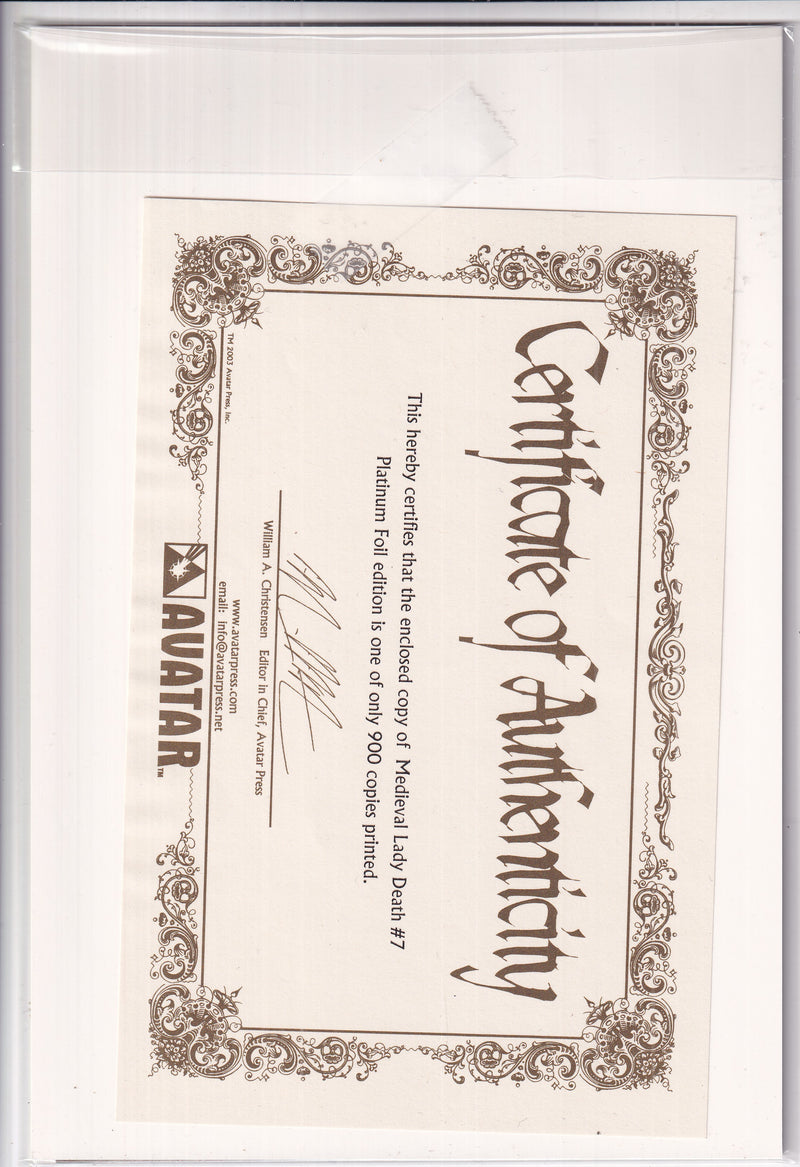 Certificate of Authenticity
This hereby certifies that the enclosed copy of Medieval Lady Death #7
Platinum Foil edition is one of only 900 copies printed.
William A. Christensen Editor in Chief, Avatar Press
www.avatarpress.com
email: info@avatarpress.net
TM 2003 Avatar Press, Inc.
AVATAR™